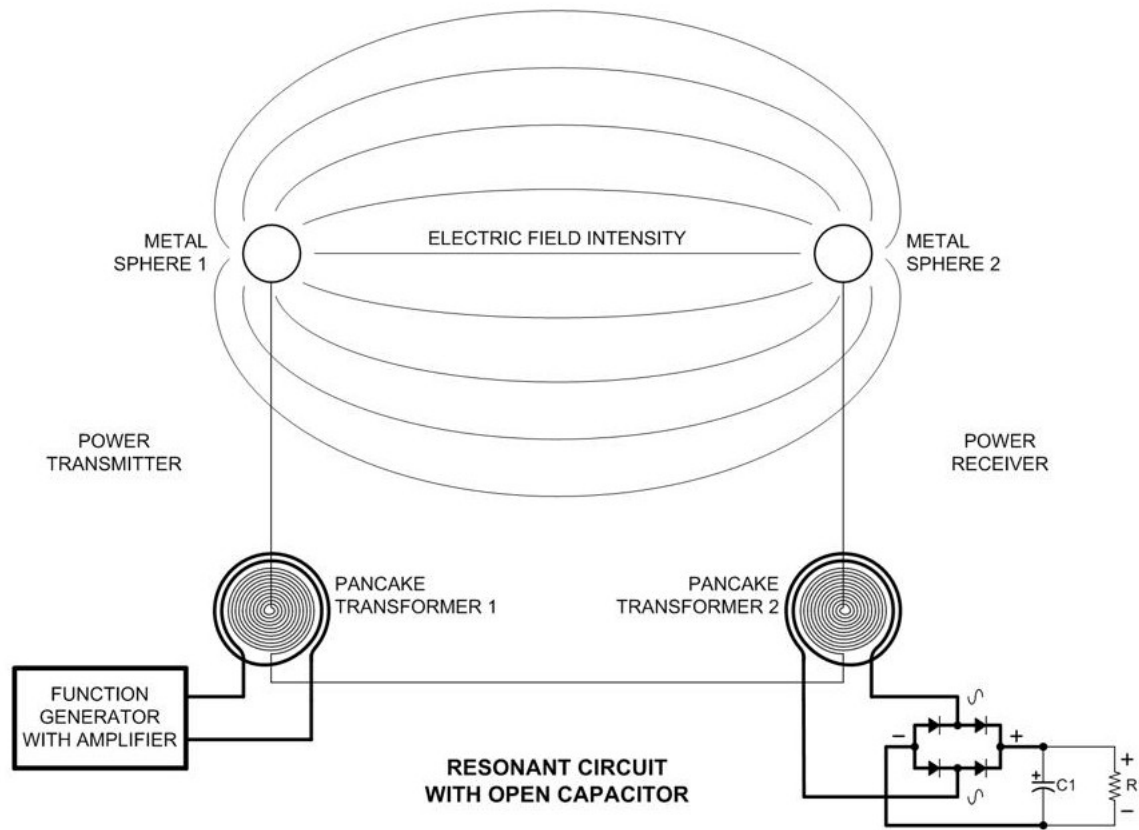 ELECTRIC FIELD INTENSITY
METAL
SPHERE 1
METAL
SPHERE 2
POWER
TRANSMITTER
POWER
RECEIVER
PANCAKE
TRANSFORMER 1
PANCAKE
TRANSFORMER 2
FUNCTION
GENERATOR
WITH AMPLIFIER
RESONANT CIRCUIT
WITH OPEN CAPACITOR
− +
+
C1
+
R
−